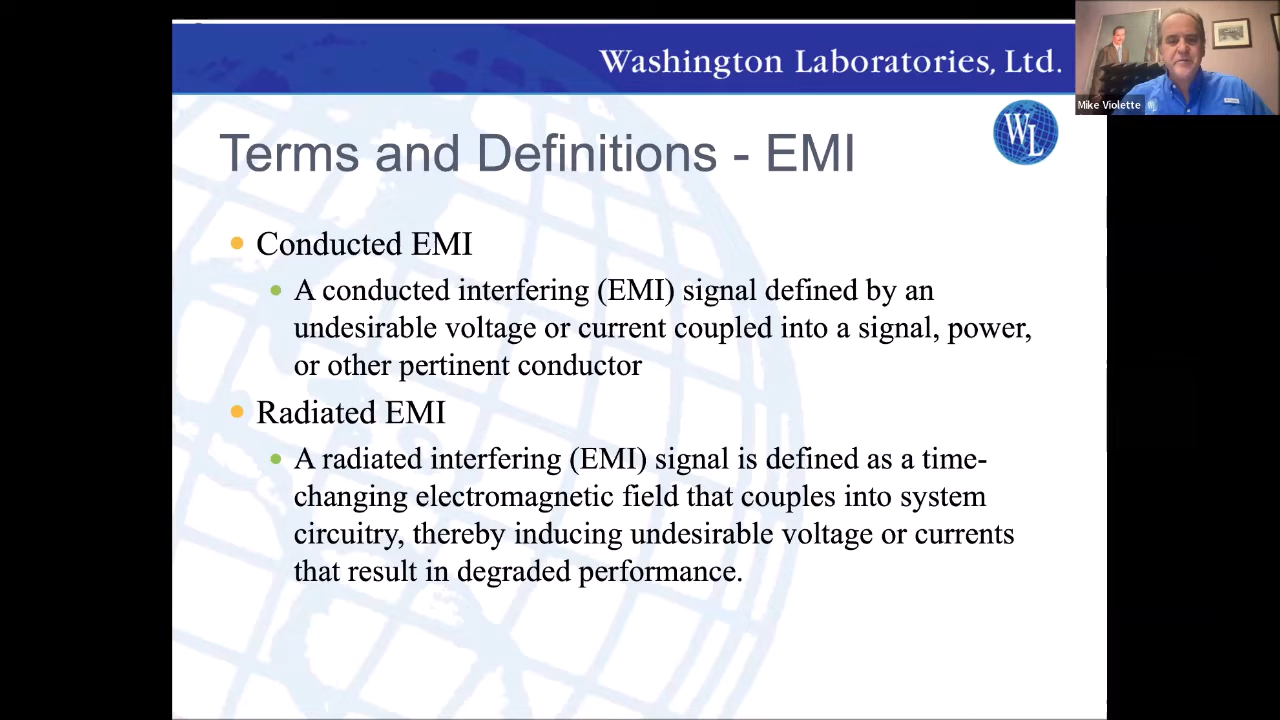 Washington Laboratories, Ltd.
Mike Violette
WL
Terms and Definitions - EMI
Conducted EMI
A conducted interfering (EMI) signal defined by an
undesirable voltage or current coupled into a signal, power,
or other pertinent conductor
Radiated EMI
A radiated interfering (EMI) signal is defined as a time-
changing electromagnetic field that couples into system
circuitry, thereby inducing undesirable voltage or currents
that result in degraded performance.